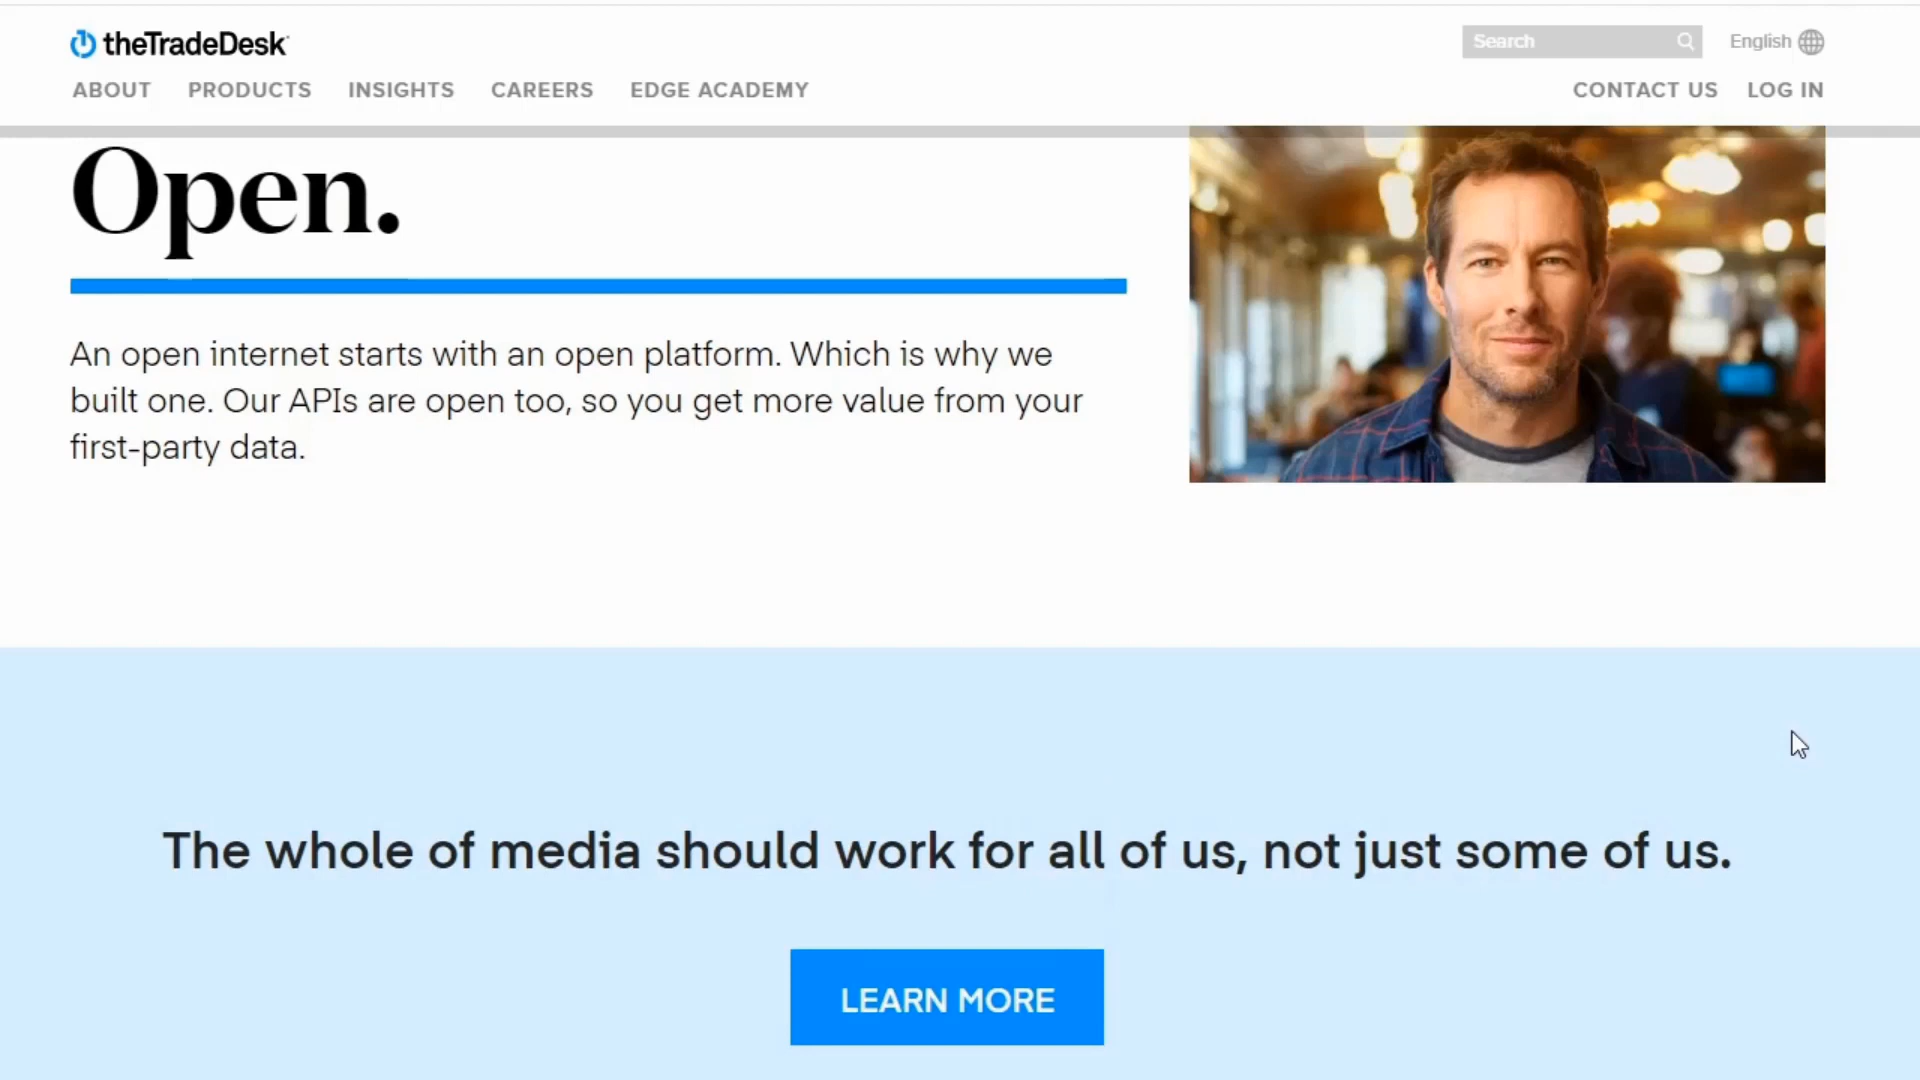 theTradeDesk
Search
English
ABOUT PRODUCTS INSIGHTS CAREERS EDGE ACADEMY
CONTACT US LOG IN
Open.
An open internet starts with an open platform. Which is why we
built one. Our APIs are open too, so you get more value from your
first-party data.
The whole of media should work for all of us, not just some of us.
LEARN MORE